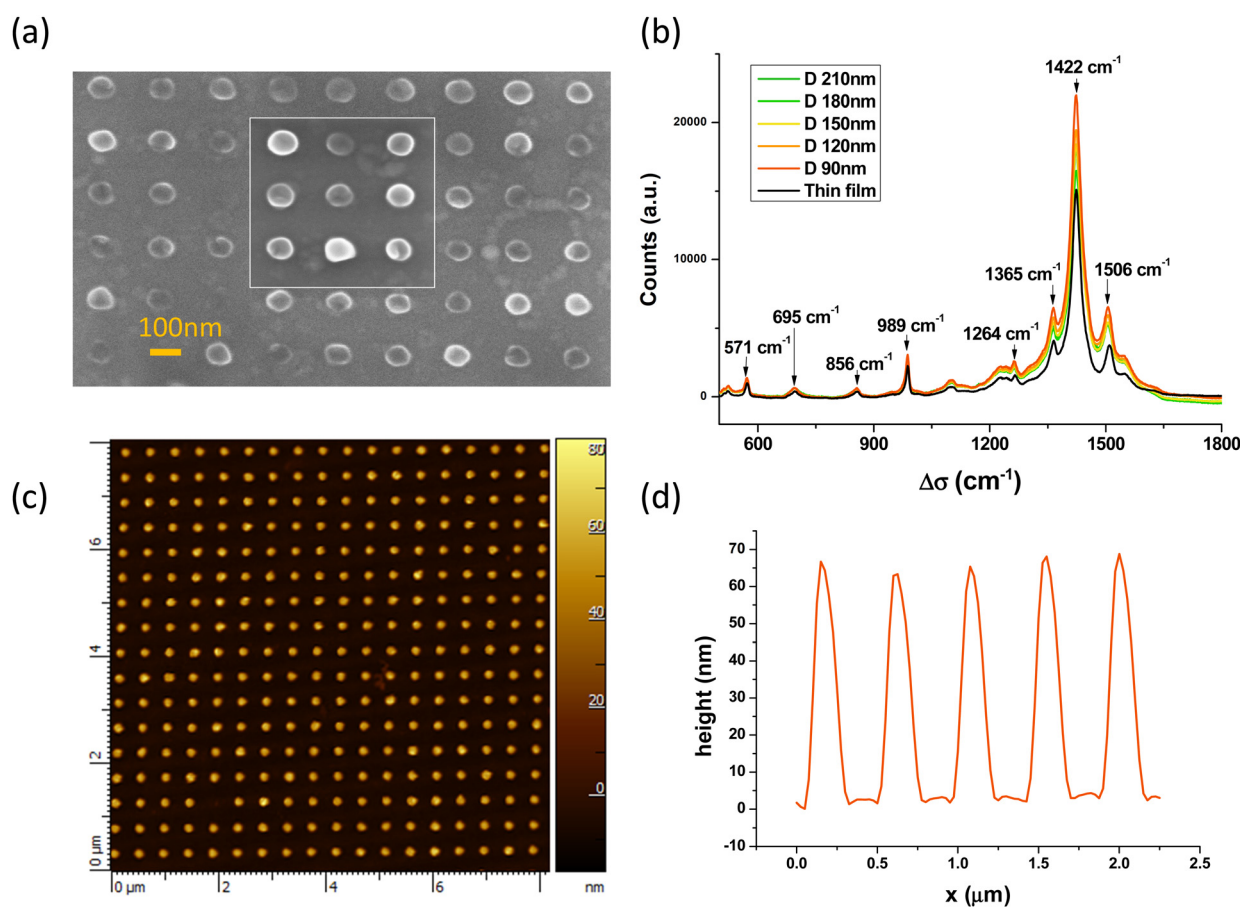 (a)
100nm
(b)
Counts (a.u.)
20000
10000
0
D 210nm
D 180nm
D 150nm
D 120nm
D 90nm
Thin film
1422 cm⁻¹
1365 cm⁻¹
1506 cm⁻¹
695 cm⁻¹
989 cm⁻¹
1264 cm⁻¹
571 cm⁻¹
856 cm⁻¹
600 900 1200 1500 1800
Δσ (cm⁻¹)
(c)
6
4
2
0 µm
0 µm 2 4 6
80
60
40
20
0
nm
(d)
height (nm)
70
60
50
40
30
20
10
0
-10
0.0 0.5 1.0 1.5 2.0 2.5
x (µm)